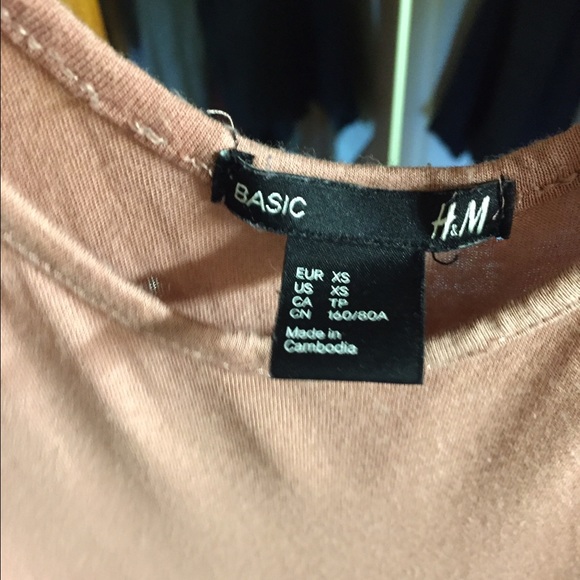 BASIC H&M
EUR XS
US XS
CA TP
CN 160/80A
Made in
Cambodia